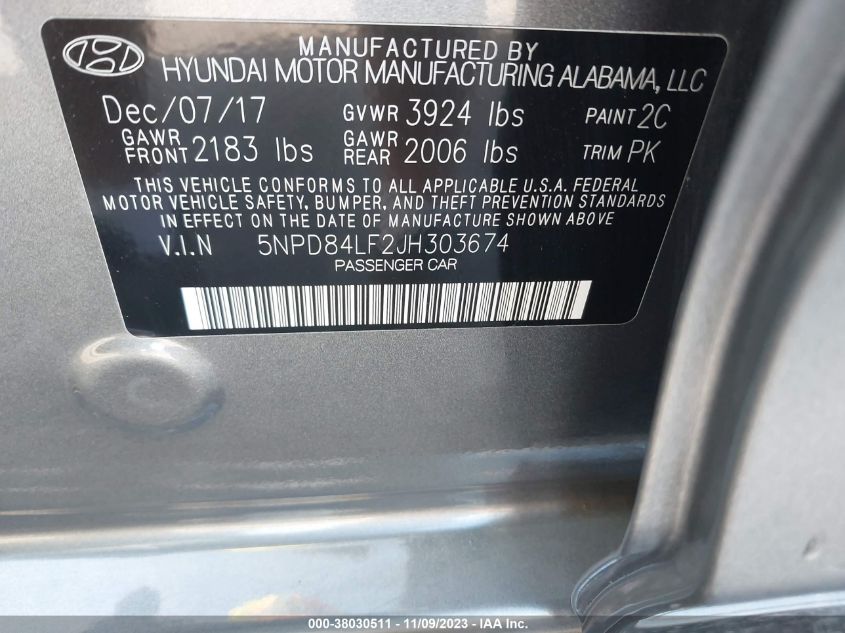 MANUFACTURED BY
HYUNDAI MOTOR MANUFACTURING ALABAMA, LLC
Dec/07/17 GVWR 3924 lbs PAINT 2C
GAWR FRONT 2183 lbs GAWR REAR 2006 lbs TRIM PK
THIS VEHICLE CONFORMS TO ALL APPLICABLE U.S.A. FEDERAL
MOTOR VEHICLE SAFETY, BUMPER, AND THEFT PREVENTION STANDARDS
IN EFFECT ON THE DATE OF MANUFACTURE SHOWN ABOVE
V.I.N 5NPD84LF2JH303674
PASSENGER CAR
000-38030511 - 11/09/2023 - IAA Inc.